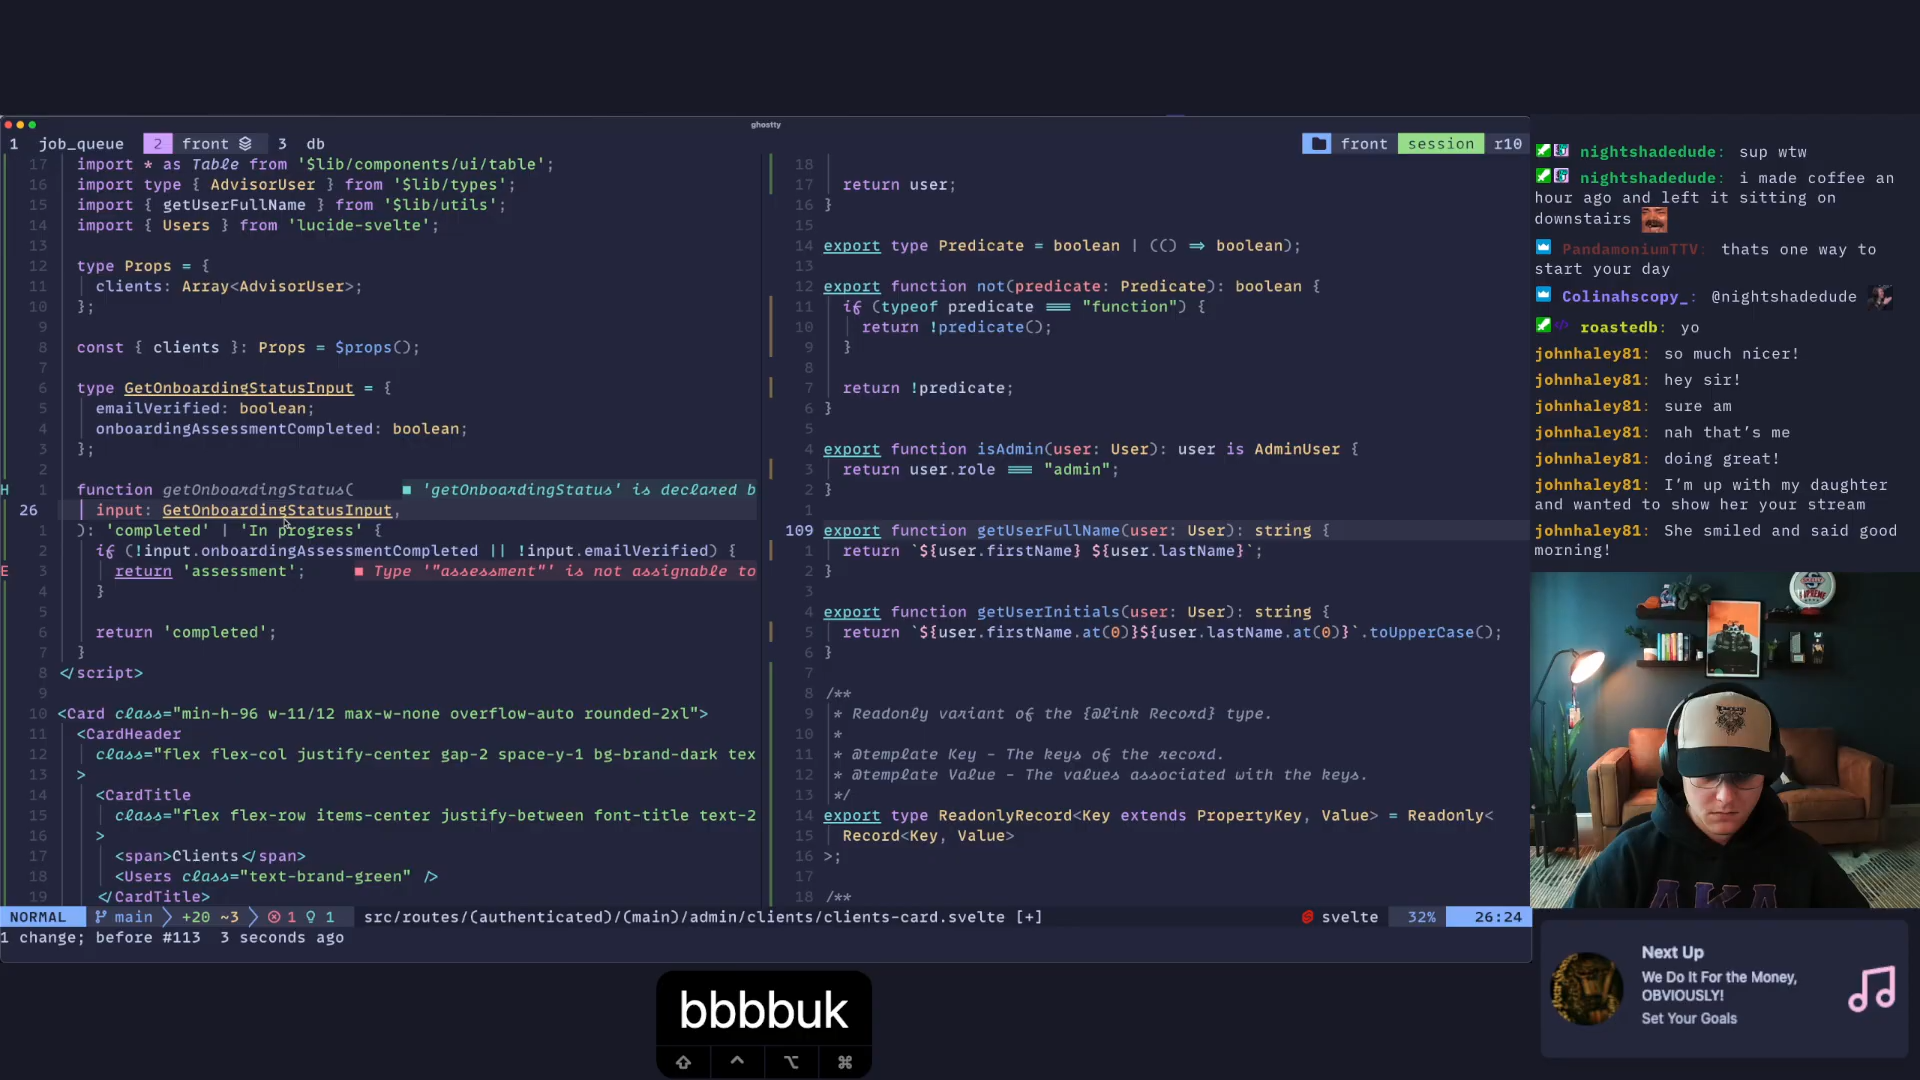 ghostty
1 job_queue 2 front 3 db
front session r10
17 import * as Table from '$lib/components/ui/table';
16 import type { AdvisorUser } from '$lib/types';
15 import { getUserFullName } from '$lib/utils';
14 import { Users } from 'lucide-svelte';
13
12 type Props = {
11 clients: Array<AdvisorUser>;
10 };
9
8 const { clients }: Props = $props();
7
6 type GetOnboardingStatusInput = {
5 emailVerified: boolean;
4 onboardingAssessmentCompleted: boolean;
3 };
2
H 1 function getOnboardingStatus( ■ 'getOnboardingStatus' is declared b
26 input: GetOnboardingStatusInput,
1 ): 'completed' | 'In progress' {
2 if (!input.onboardingAssessmentCompleted || !input.emailVerified) {
E 3 return 'assessment'; ■ Type '"assessment"' is not assignable to
4 }
5
6 return 'completed';
7 }
8 </script>
9
10 <Card class="min-h-96 w-11/12 max-w-none overflow-auto rounded-2xl">
11 <CardHeader
12 class="flex flex-col justify-center gap-2 space-y-1 bg-brand-dark tex
13 >
14 <CardTitle
15 class="flex flex-row items-center justify-between font-title text-2
16 >
17 <span>Clients</span>
18 <Users class="text-brand-green" />
19 </CardTitle>
18
17 return user;
16 }
15
14 export type Predicate = boolean | (() => boolean);
13
12 export function not(predicate: Predicate): boolean {
11 if (typeof predicate === "function") {
10 return !predicate();
9 }
8
7 return !predicate;
6 }
5
4 export function isAdmin(user: User): user is AdminUser {
3 return user.role === "admin";
2 }
1
109 export function getUserFullName(user: User): string {
1 return `${user.firstName} ${user.lastName}`;
2 }
3
4 export function getUserInitials(user: User): string {
5 return `${user.firstName.at(0)}${user.lastName.at(0)}`.toUpperCase();
6 }
7
8 /**
9 * Readonly variant of the {@link Record} type.
10 *
11 * @template Key - The keys of the record.
12 * @template Value - The values associated with the keys.
13 */
14 export type ReadonlyRecord<Key extends PropertyKey, Value> = Readonly<
15 Record<Key, Value>
16 >;
17
18 /**
NORMAL main +20 ~3 1 1 src/routes/(authenticated)/(main)/admin/clients/clients-card.svelte [+] svelte 32% 26:24
1 change; before #113 3 seconds ago
bbbbuk
⇧ ^ ⌥ ⌘
nightshadedude: sup wtw
nightshadedude: i made coffee an
hour ago and left it sitting on
downstairs
PandamoniumTTV: thats one way to
start your day
Colinahscopy_: @nightshadedude
roastedb: yo
johnhaley81: so much nicer!
johnhaley81: hey sir!
johnhaley81: sure am
johnhaley81: nah that's me
johnhaley81: doing great!
johnhaley81: I'm up with my daughter
and wanted to show her your stream
johnhaley81: She smiled and said good
morning!
SUPREME
AKA
Next Up
We Do It For the Money,
OBVIOUSLY!
Set Your Goals